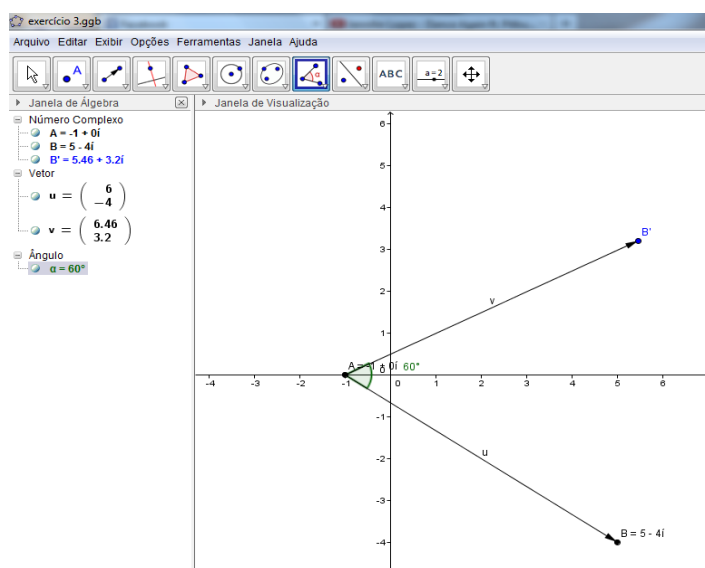 exercício 3.ggb
Arquivo Editar Exibir Opções Ferramentas Janela Ajuda
A
α
ABC
a=2
Janela de Álgebra
Janela de Visualização
Número Complexo
A = -1 + 0í
B = 5 - 4í
B' = 5.46 + 3.2í
Vetor
u = ( 6
-4 )
v = ( 6.46
3.2 )
Ângulo
α = 60°
6
5
4
3
2
1
0
-1
-2
-3
-4
-4 -3 -2 -1 0 1 2 3 4 5 6
B'
v
A = -1 + 0í 60°
u
B = 5 - 4í